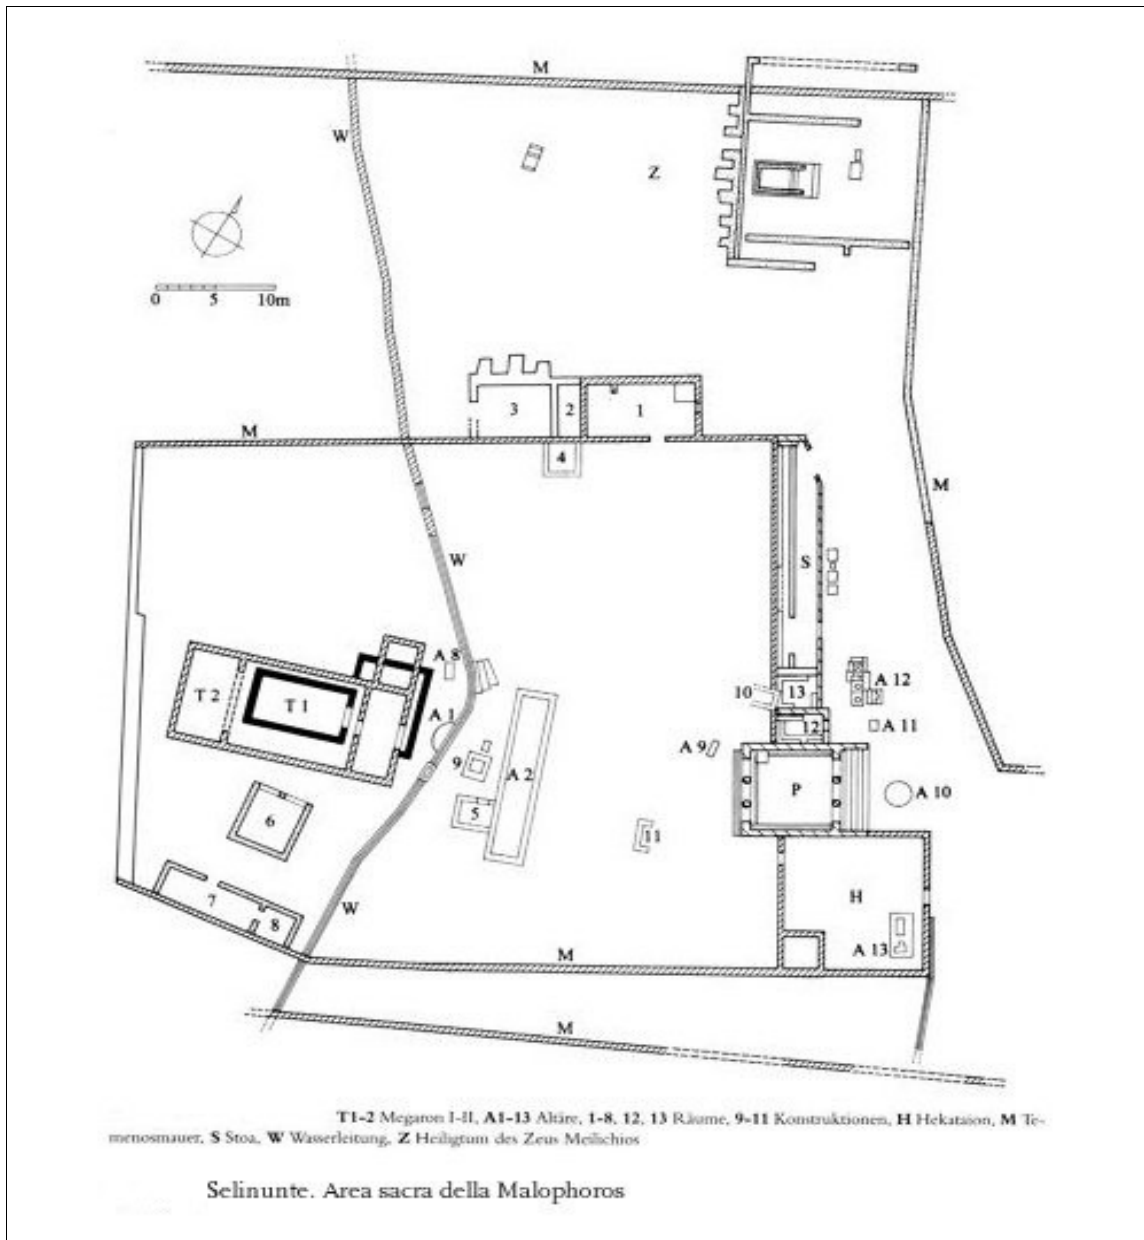 M
W
Z
0 5 10m
3 2 1
M
4
M
W
S
A 8
T 2 T 1
10 13 A 12
A 1
12 A 11
A 9
9 A 2
P A 10
5
6
11
7 8 W H
A 13
M
M
T1-2 Megaron I-II, A1-13 Altäre, 1-8, 12, 13 Räume, 9-11 Konstruktionen, H Hekataion, M Te-
menosmauer, S Stoa, W Wasserleitung, Z Heiligtum des Zeus Meilichios
Selinunte. Area sacra della Malophoros